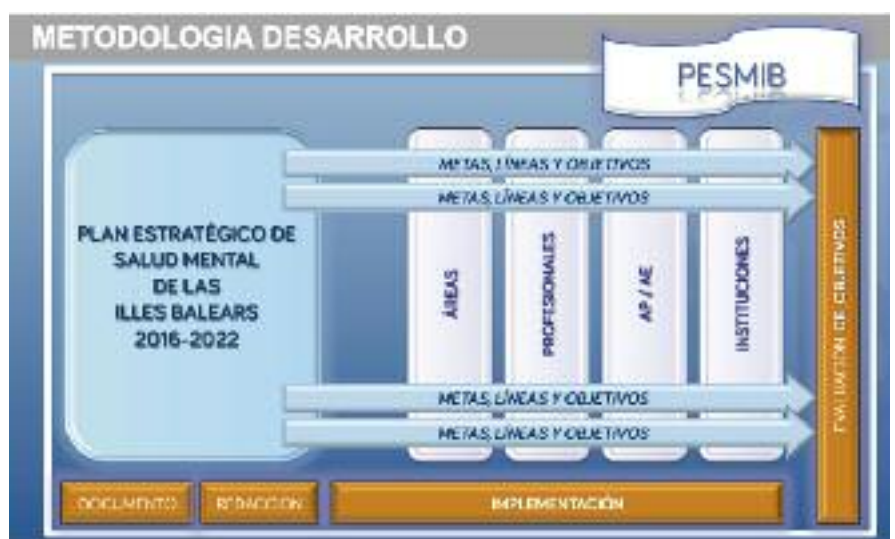 METODOLOGIA DESARROLLO
PESMIB
PLAN ESTRATÉGICO DE
SALUD MENTAL
DE LAS
ILLES BALEARS
2016-2022
METAS, LÍNEAS Y OBJETIVOS
METAS, LÍNEAS Y OBJETIVOS
ÁREAS
PROFESIONALES
AP / AE
INSTITUCIONES
METAS, LÍNEAS Y OBJETIVOS
METAS, LÍNEAS Y OBJETIVOS
EVALUACIÓN DE OBJETIVOS
DOCUMENTO
REDACCIÓN
IMPLEMENTACIÓN